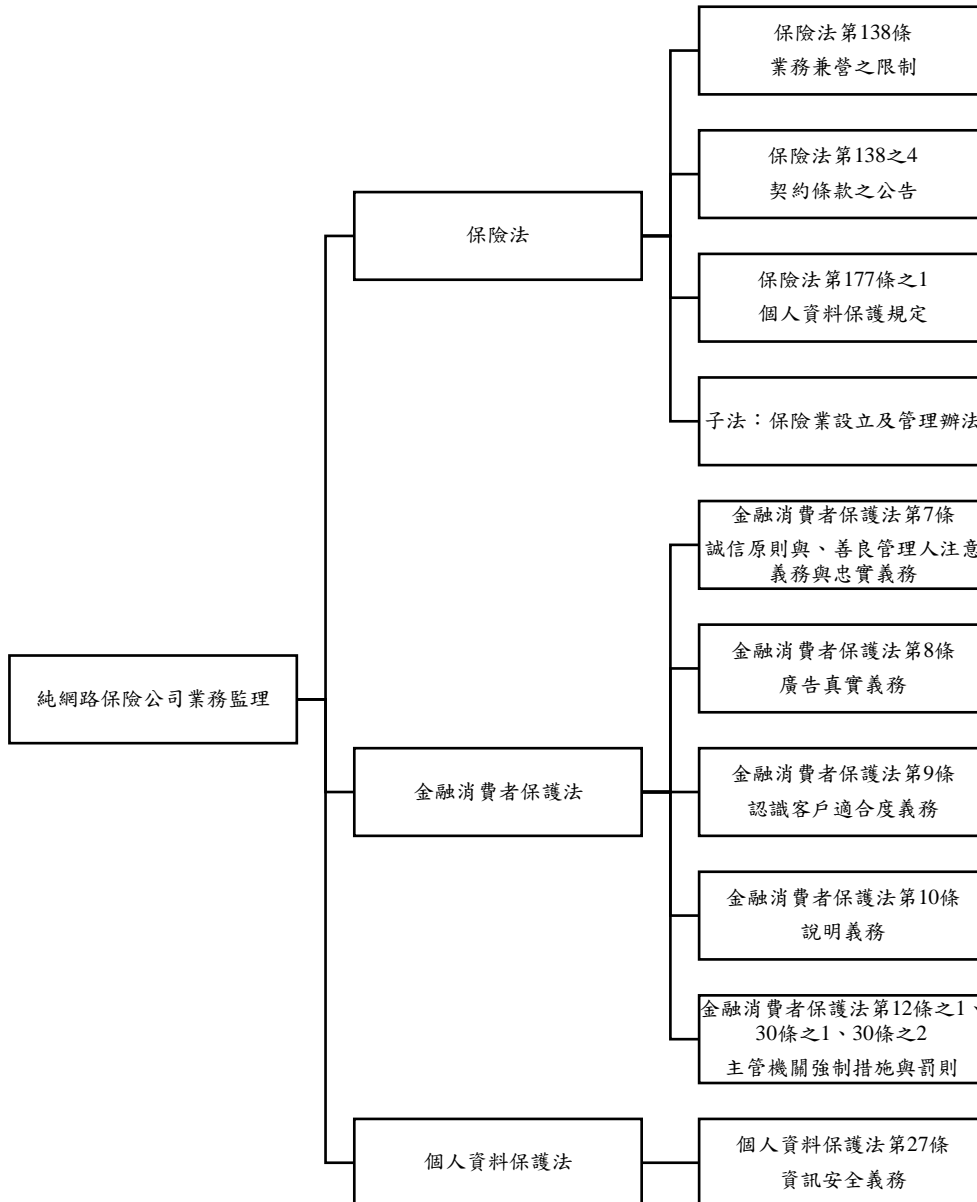 純網路保險公司業務監理
保險法
保險法第138條
業務兼營之限制
保險法第138之4
契約條款之公告
保險法第177條之1
個人資料保護規定
子法：保險業設立及管理辦法
金融消費者保護法
金融消費者保護法第7條
誠信原則與、善良管理人注意
義務與忠實義務
金融消費者保護法第8條
廣告真實義務
金融消費者保護法第9條
認識客戶適合度義務
金融消費者保護法第10條
說明義務
金融消費者保護法第12條之1、
30條之1、30條之2
主管機關強制措施與罰則
個人資料保護法
個人資料保護法第27條
資訊安全義務